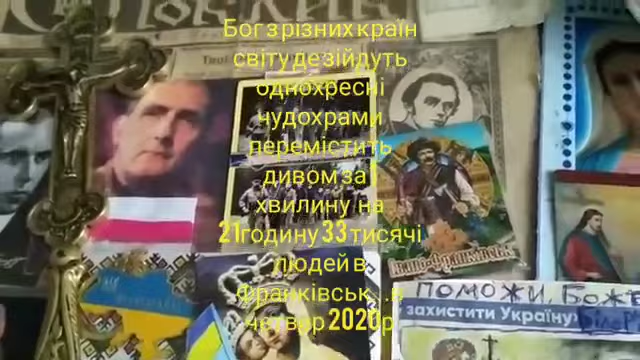 Бог з різних країн
світу де зійдуть
однохресні
чудохрами
перемістить
дивом за 1
хвилину на
21годину 33 тисячі
людей в
Франківськ...в
четвер 2020р
ПОМОЖИ, БОЖЕ
захистити Україну